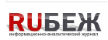 RUБЕЖ
информационно-аналитический журнал